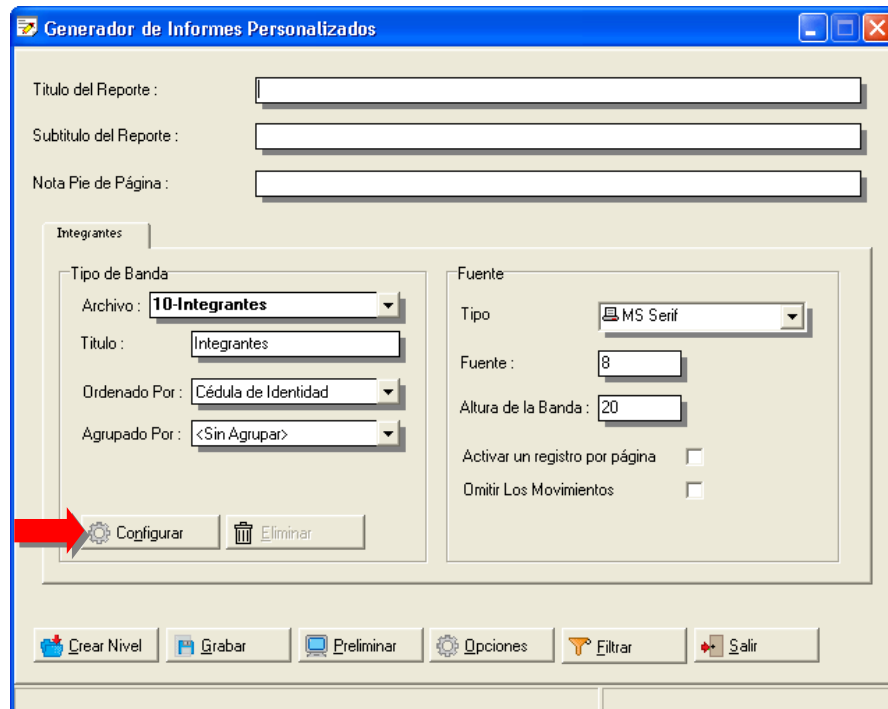 Generador de Informes Personalizados
Titulo del Reporte :
Subtitulo del Reporte :
Nota Pie de Página :
Integrantes
Tipo de Banda
Archivo : 10-Integrantes
Titulo : Integrantes
Ordenado Por : Cédula de Identidad
Agrupado Por : <Sin Agrupar>
Configurar Eliminar
Fuente
Tipo MS Serif
Fuente : 8
Altura de la Banda : 20
Activar un registro por página
Omitir Los Movimientos
Crear Nivel Grabar Preliminar Opciones Filtrar Salir